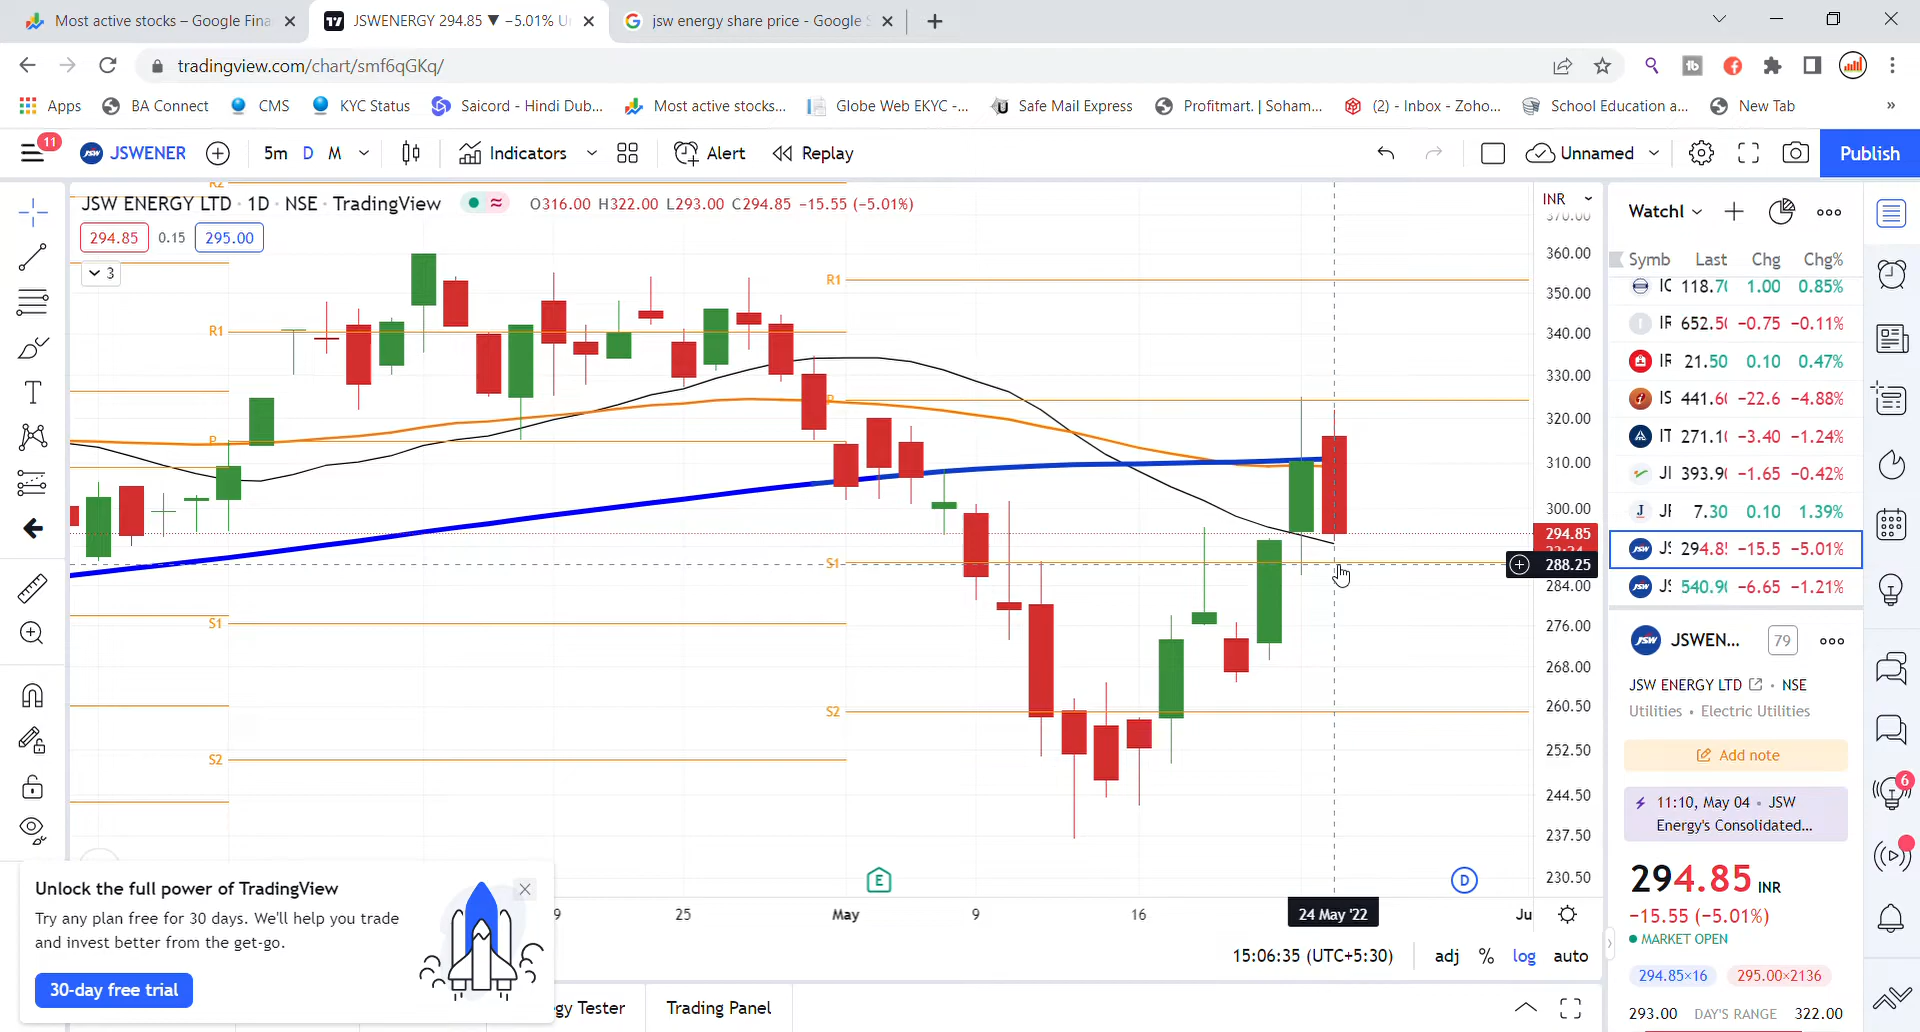 Most active stocks – Google Fina
JSWENERGY 294.85 ▼ −5.01% U
jsw energy share price - Google S
tradingview.com/chart/smf6qGKq/
Apps
BA Connect
CMS
KYC Status
Saicord - Hindi Dub...
Most active stocks...
Globe Web EKYC -...
Safe Mail Express
Profitmart. | Soham...
(2) - Inbox - Zoho...
School Education a...
New Tab
»
11
JSWENER
5m D M
Indicators
Alert
Replay
Unnamed
Publish
R2
JSW ENERGY LTD · 1D · NSE · TradingView
O316.00 H322.00 L293.00 C294.85 −15.55 (−5.01%)
294.85 0.15 295.00
3
R1
R1
P
P
S1
S1
S2
S2
INR
370.00
360.00
350.00
340.00
330.00
320.00
310.00
300.00
294.85
288.25
284.00
276.00
268.00
260.50
252.50
244.50
237.50
230.50
E
D
9
25
May
9
16
24 May '22
Ju
15:06:35 (UTC+5:30)
adj % log auto
Unlock the full power of TradingView
Try any plan free for 30 days. We'll help you trade
and invest better from the get-go.
30-day free trial
gy Tester
Trading Panel
Watchl
Symb Last Chg Chg%
IC 118.70 1.00 0.85%
IR 652.50 −0.75 −0.11%
IR 21.50 0.10 0.47%
IS 441.60 −22.6 −4.88%
IT 271.10 −3.40 −1.24%
JI 393.90 −1.65 −0.42%
JF 7.30 0.10 1.39%
JS 294.85 −15.5 −5.01%
JS 540.90 −6.65 −1.21%
JSWEN...
79
JSW ENERGY LTD • NSE
Utilities • Electric Utilities
Add note
11:10, May 04 • JSW
Energy's Consolidated...
294.85 INR
−15.55 (−5.01%)
MARKET OPEN
294.85×16 295.00×2136
293.00 DAY'S RANGE 322.00
6